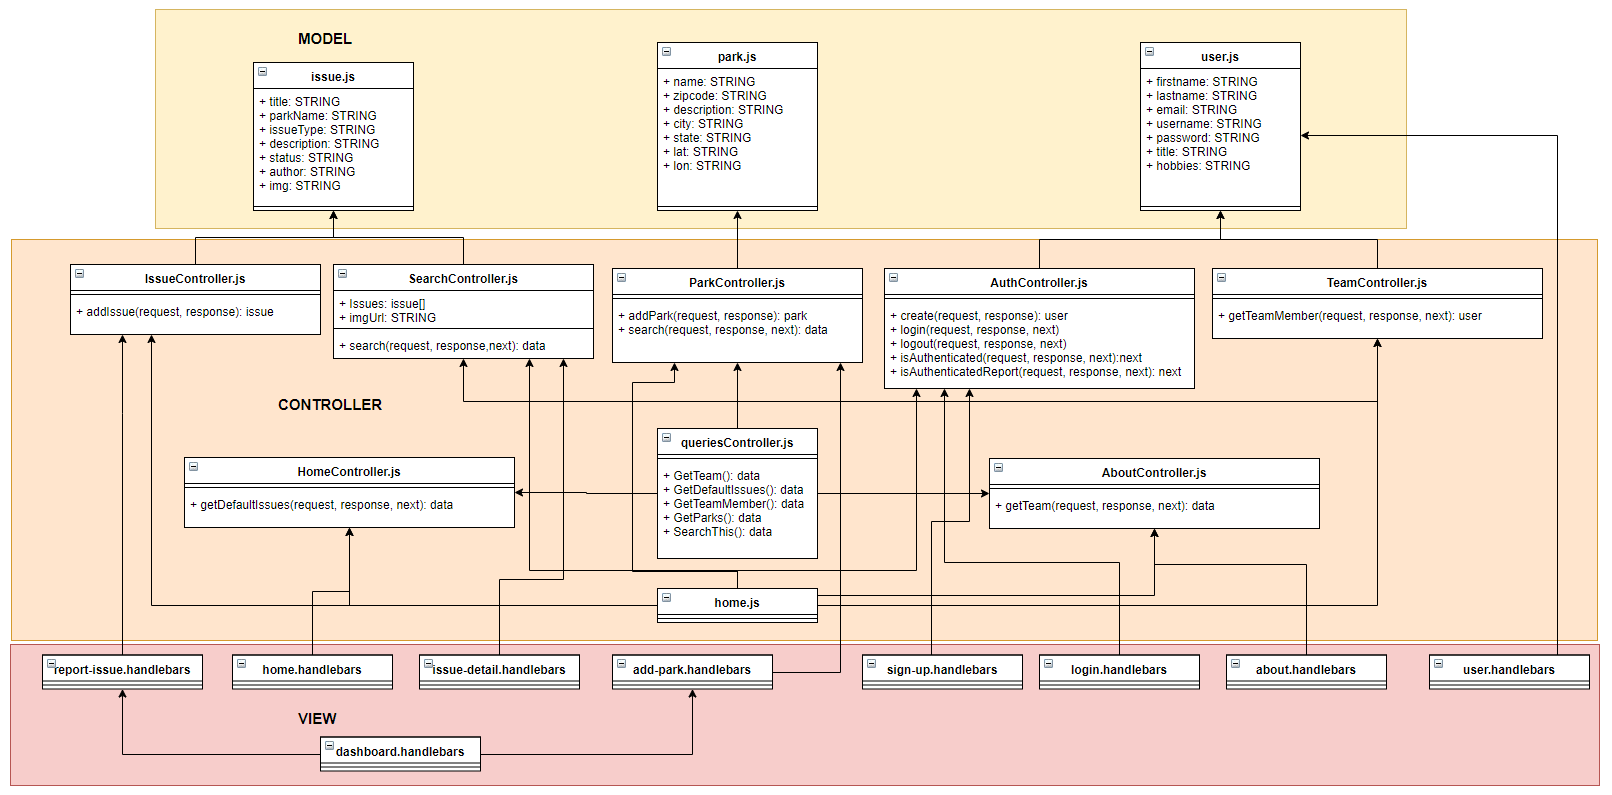 MODEL
issue.js
+ title: STRING
+ parkName: STRING
+ issueType: STRING
+ description: STRING
+ status: STRING
+ author: STRING
+ img: STRING
park.js
+ name: STRING
+ zipcode: STRING
+ description: STRING
+ city: STRING
+ state: STRING
+ lat: STRING
+ lon: STRING
user.js
+ firstname: STRING
+ lastname: STRING
+ email: STRING
+ username: STRING
+ password: STRING
+ title: STRING
+ hobbies: STRING
IssueController.js
+ addIssue(request, response): issue
SearchController.js
+ Issues: issue[]
+ imgUrl: STRING
+ search(request, response,next): data
ParkController.js
+ addPark(request, response): park
+ search(request, response, next): data
AuthController.js
+ create(request, response): user
+ login(request, response, next)
+ logout(request, response, next)
+ isAuthenticated(request, response, next):next
+ isAuthenticatedReport(request, response, next): next
TeamController.js
+ getTeamMember(request, response, next): user
CONTROLLER
HomeController.js
+ getDefaultIssues(request, response, next): data
queriesController.js
+ GetTeam(): data
+ GetDefaultIssues(): data
+ GetTeamMember(): data
+ GetParks(): data
+ SearchThis(): data
AboutController.js
+ getTeam(request, response, next): data
home.js
report-issue.handlebars
home.handlebars
issue-detail.handlebars
add-park.handlebars
sign-up.handlebars
login.handlebars
about.handlebars
user.handlebars
VIEW
dashboard.handlebars